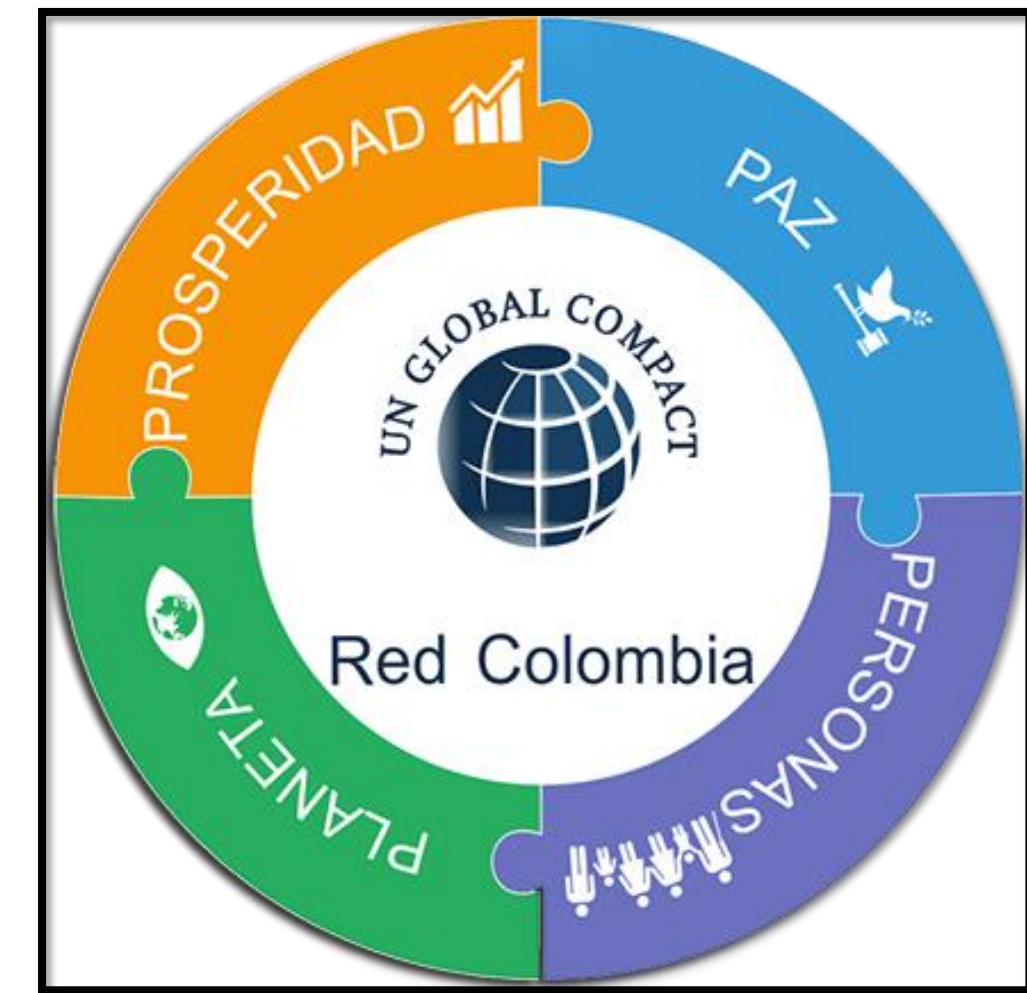 PROSPERIDAD
PAZ
UN GLOBAL COMPACT
Red Colombia
PERSONAS
PLANETA